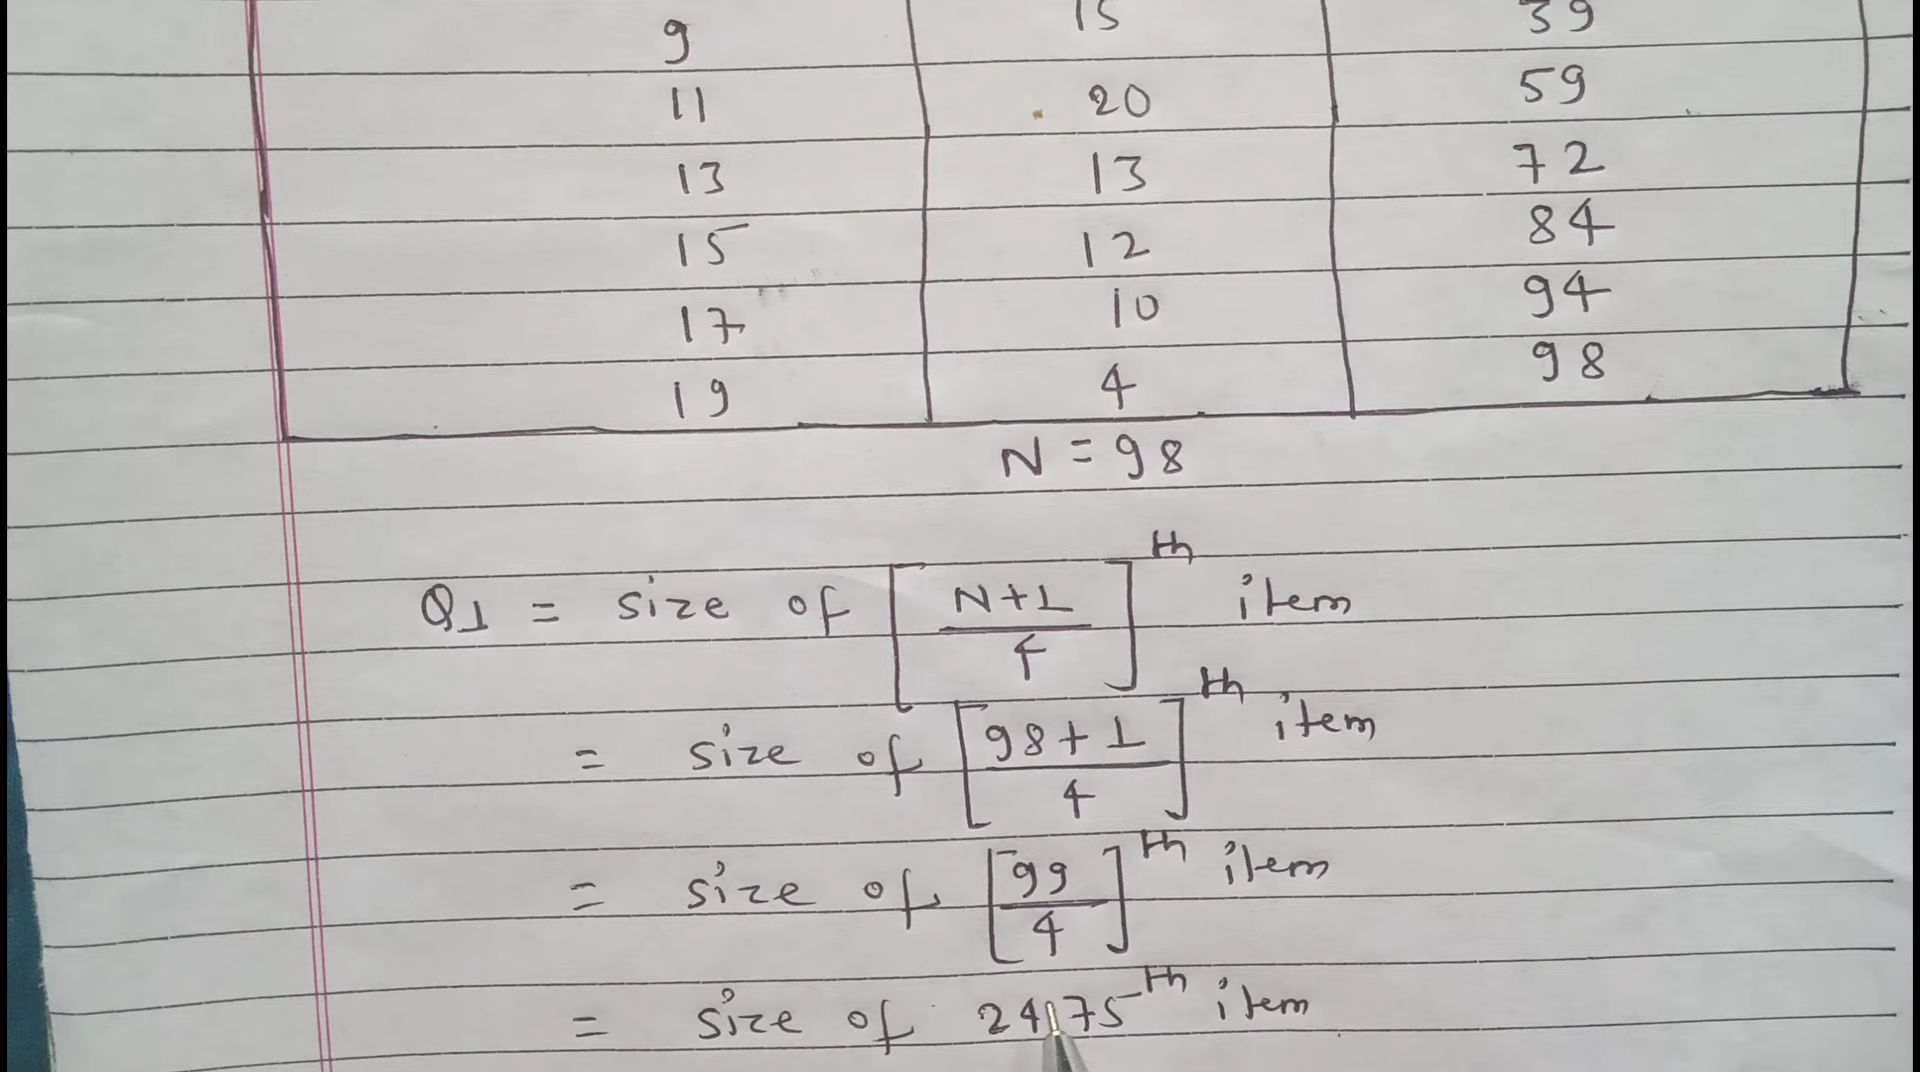 9 15 39
11 20 59
13 13 72
15 12 84
17 10 94
19 4 98
N = 98
Q1 = size of [N+1/4]th item
= size of [98+1/4]th item
= size of [99/4]th item
= size of 24.75th item